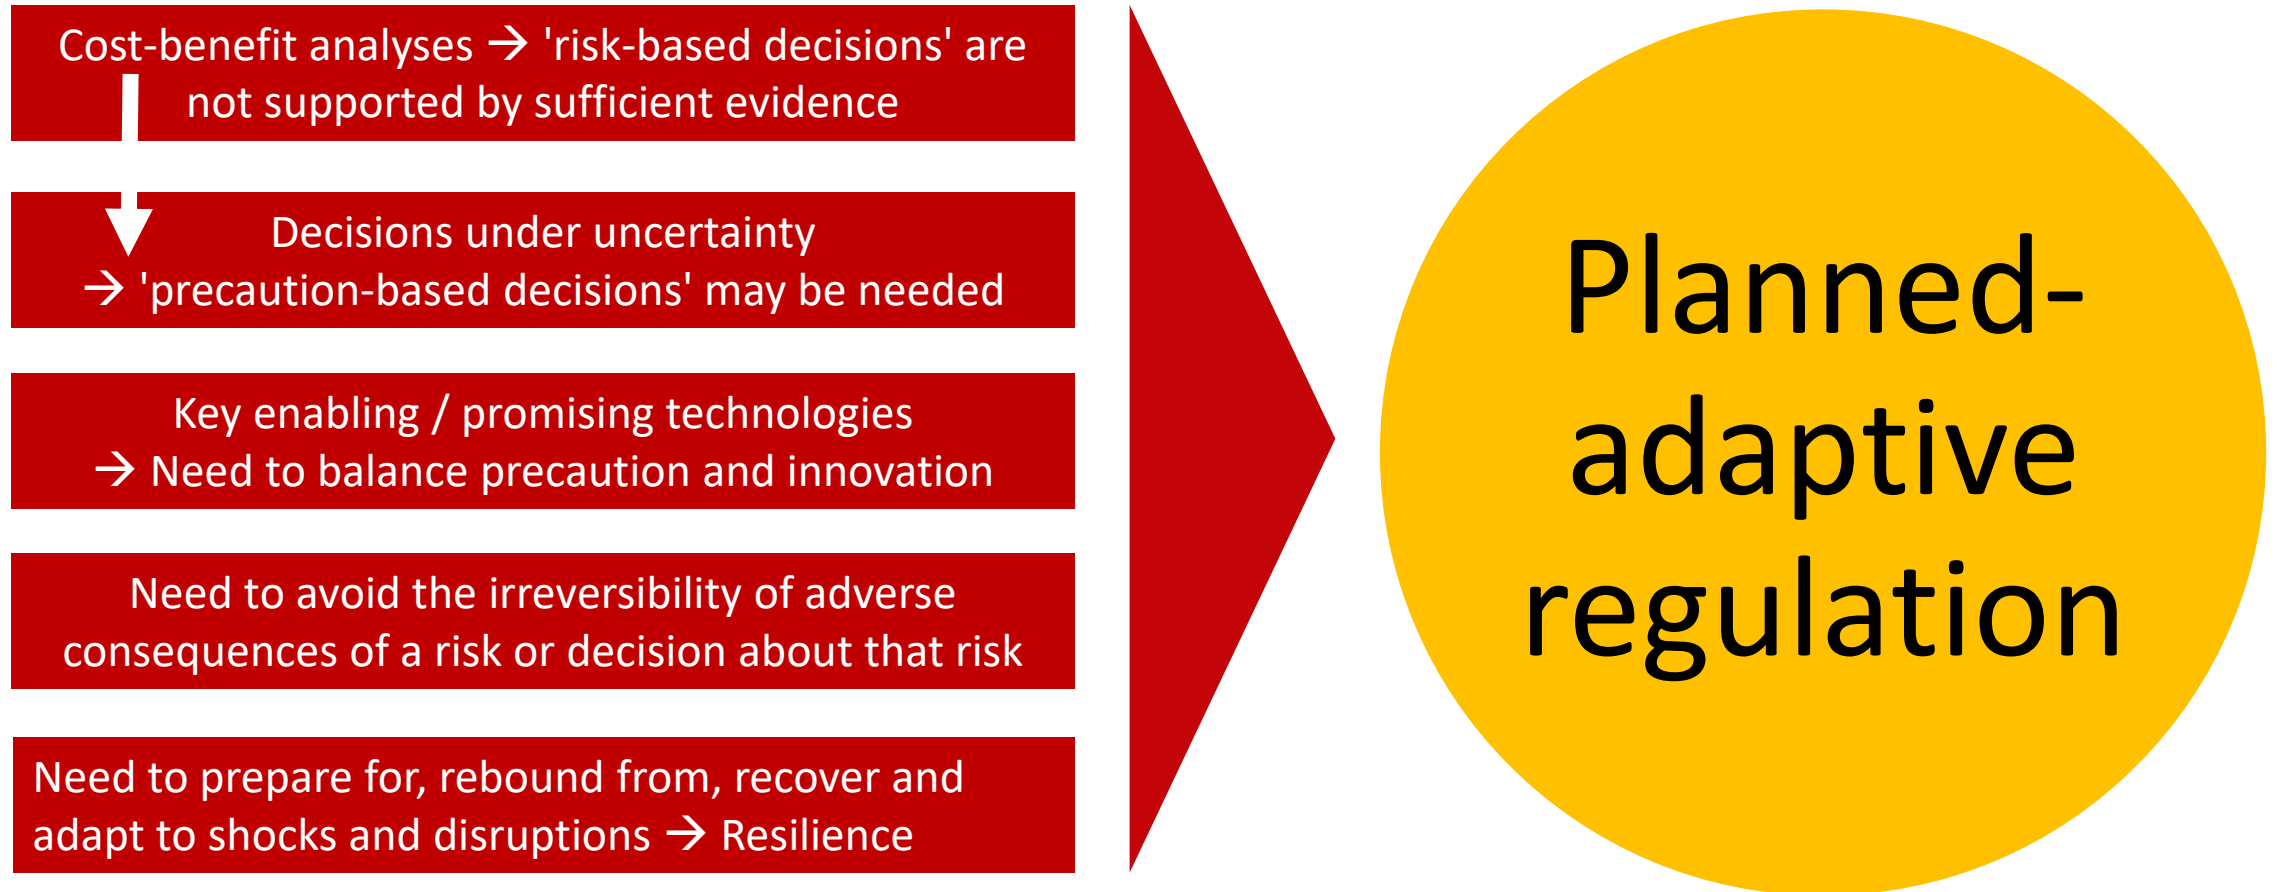 Cost-benefit analyses → 'risk-based decisions' are
not supported by sufficient evidence
Decisions under uncertainty
→ 'precaution-based decisions' may be needed
Key enabling / promising technologies
→ Need to balance precaution and innovation
Need to avoid the irreversibility of adverse
consequences of a risk or decision about that risk
Need to prepare for, rebound from, recover and
adapt to shocks and disruptions → Resilience
Planned-
adaptive
regulation